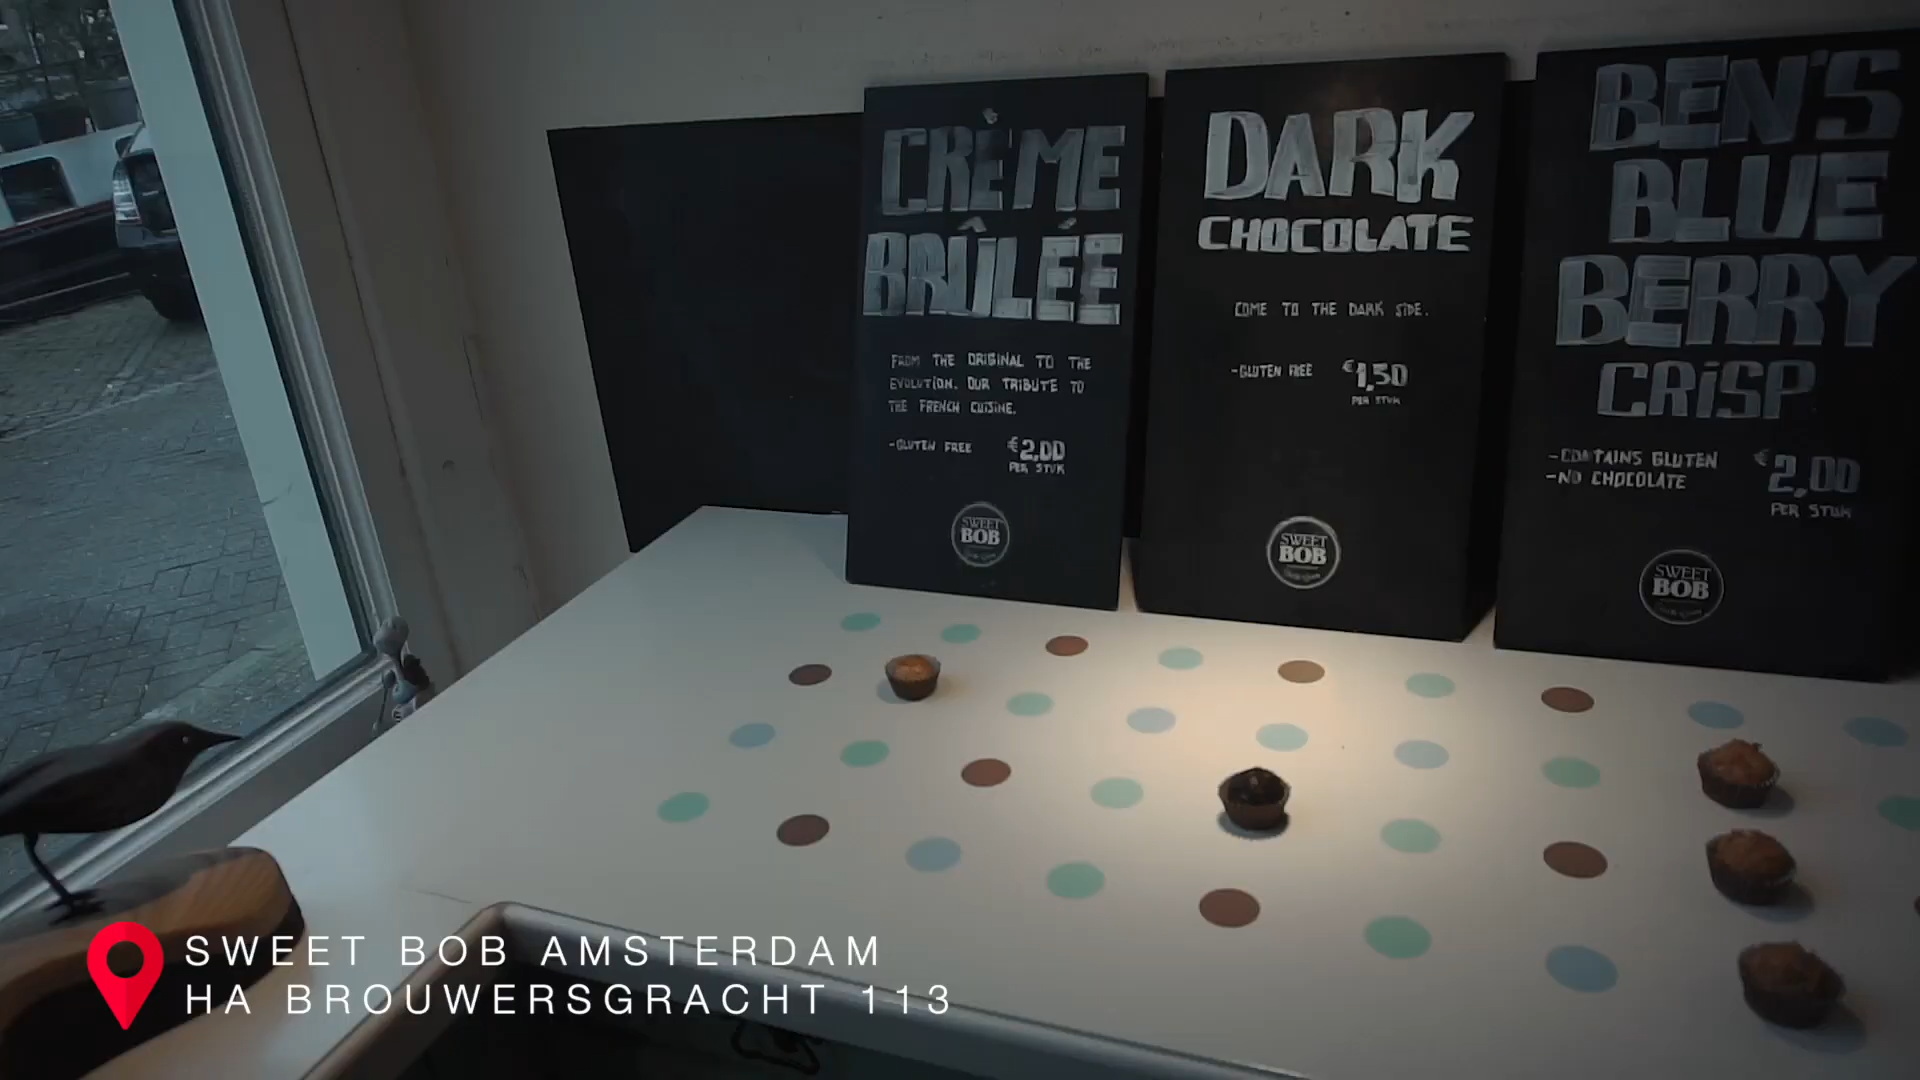 CRÈME
BRÛLÉE
FROM THE ORIGINAL TO THE
EVOLUTION. OUR TRIBUTE TO
THE FRENCH CUISINE.
-GLUTEN FREE €2,00
PER STUK
SWEET
BOB
DARK
CHOCOLATE
COME TO THE DARK SIDE.
-GLUTEN FREE €1,50
PER STUK
SWEET
BOB
BEN'S
BLUE
BERRY
CRiSP
-CONTAINS GLUTEN €2,00
-NO CHOCOLATE
PER STUK
SWEET
BOB
SWEET BOB AMSTERDAM
HA BROUWERSGRACHT 113